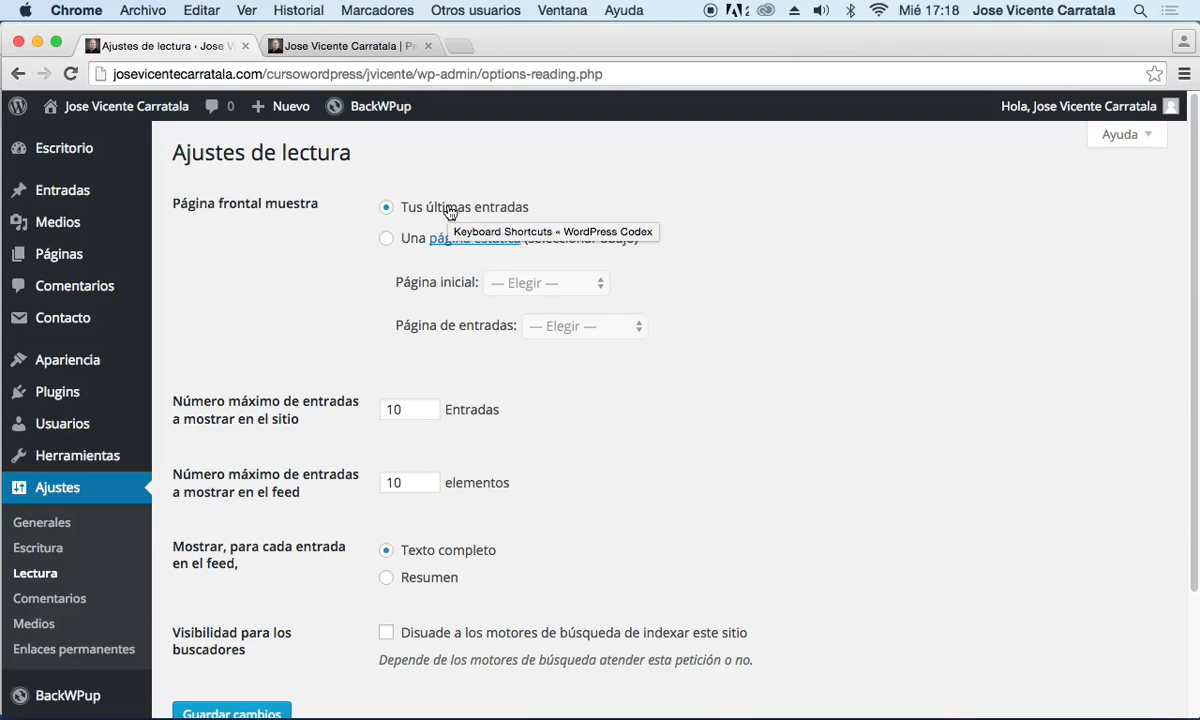 Chrome Archivo Editar Ver Historial Marcadores Otros usuarios Ventana Ayuda Mié 17:18 Jose Vicente Carratala
Ajustes de lectura ‹ Jose V
Jose Vicente Carratala | Pr
josevicentecarratala.com/cursowordpress/jvicente/wp-admin/options-reading.php
Jose Vicente Carratala 0 Nuevo BackWPup Hola, Jose Vicente Carratala
Ayuda
Escritorio
Entradas
Medios
Páginas
Comentarios
Contacto
Apariencia
Plugins
Usuarios
Herramientas
Ajustes
Generales
Escritura
Lectura
Comentarios
Medios
Enlaces permanentes
BackWPup
Ajustes de lectura
Página frontal muestra
Tus últimas entradas
Keyboard Shortcuts « WordPress Codex
Una página estática (seleccionar abajo)
Página inicial: — Elegir —
Página de entradas: — Elegir —
Número máximo de entradas
a mostrar en el sitio
10 Entradas
Número máximo de entradas
a mostrar en el feed
10 elementos
Mostrar, para cada entrada
en el feed,
Texto completo
Resumen
Visibilidad para los
buscadores
Disuade a los motores de búsqueda de indexar este sitio
Depende de los motores de búsqueda atender esta petición o no.
Guardar cambios